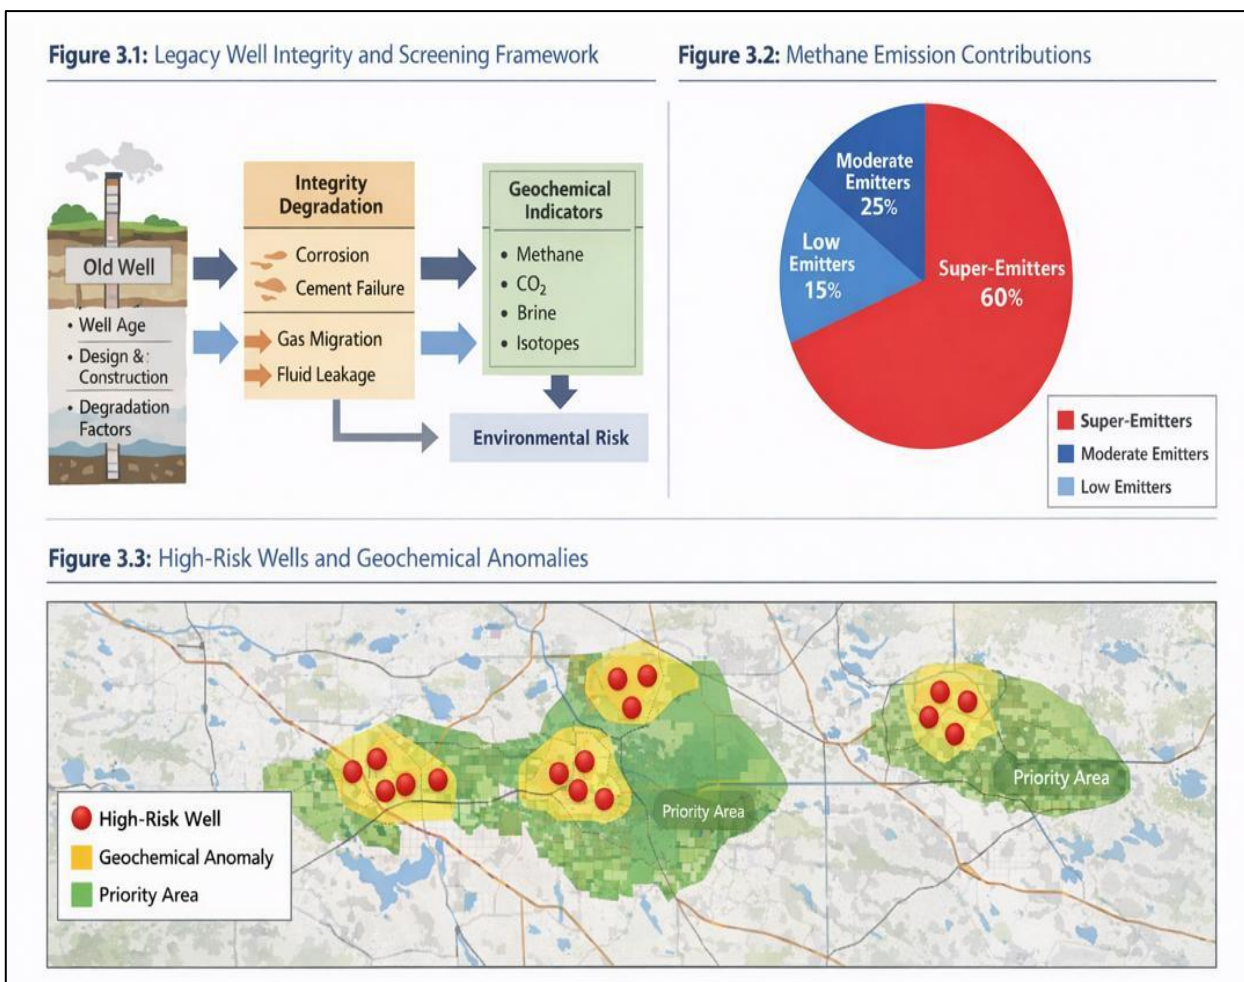 Figure 3.1: Legacy Well Integrity and Screening Framework
Old Well
• Well Age
• Design & :
Construction
• Degradation
Factors
Integrity
Degradation
Corrosion
Cement Failure
Gas Migration
Fluid Leakage
Geochemical
Indicators
• Methane
• CO₂
• Brine
• Isotopes
Environmental Risk
Figure 3.2: Methane Emission Contributions
Moderate
Emitters
25%
Low
Emitters
15%
Super-Emitters
60%
Super-Emitters
Moderate Emitters
Low Emitters
Figure 3.3: High-Risk Wells and Geochemical Anomalies
Priority Area
Priority Area
High-Risk Well
Geochemical Anomaly
Priority Area